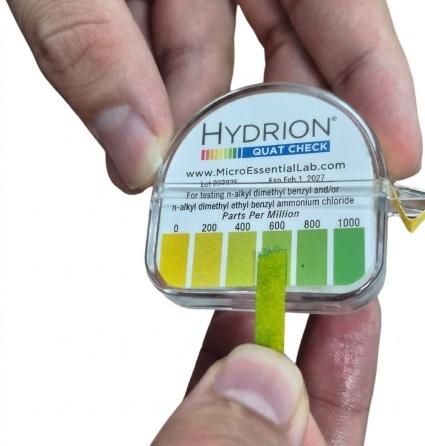 HYDRION®
QUAT CHECK
www.MicroEssentialLab.com
Lot Exp Feb 1, 2027
For testing n-alkyl dimethyl benzyl and/or
n-alkyl dimethyl ethyl benzyl ammonium chloride
Parts Per Million
0 200 400 600 800 1000